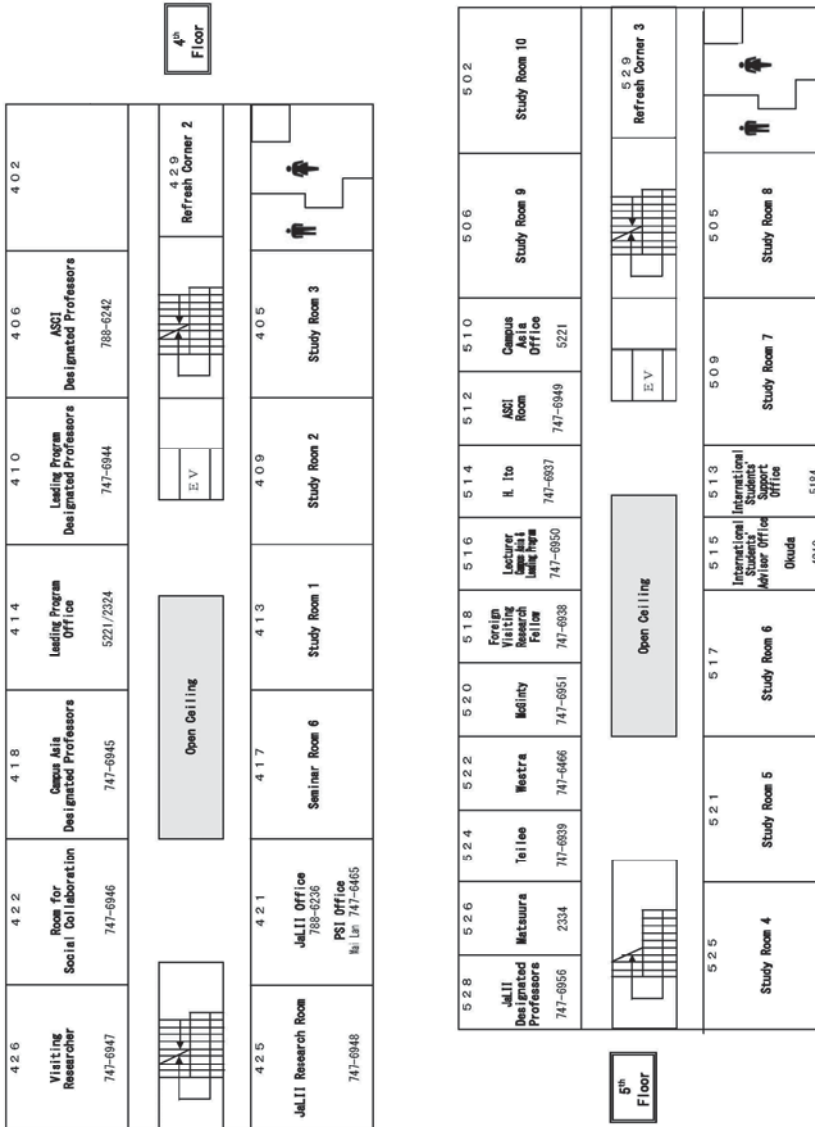 4th
Floor
402
429
Refresh Corner 2
406
ASCI
Designated Professors
788-6242
405
Study Room 3
410
Leading Program
Designated Professors
747-6944
EV
409
Study Room 2
414
Leading Program
Office
5221/2324
413
Study Room 1
418
Campus Asia
Designated Professors
747-6945
Open Ceiling
417
Seminar Room 6
422
Room for
Social Collaboration
747-6946
421
JaLII Office
788-6236
PSI Office
Mai Lan 747-6465
426
Visiting
Researcher
747-6947
425
JaLII Research Room
747-6948
502
Study Room 10
529
Refresh Corner 3
506
Study Room 9
505
Study Room 8
510
Campus
Asia
Office
5221
512
ASCI
Room
747-6949
EV
509
Study Room 7
514
H. Ito
747-6937
513
International
Students'
Support
Office
516
Lecturer
Campus Asia &
Leading Program
747-6950
515
International
Students'
Advisor Office
Okuda
518
Foreign
Visiting
Research
Fellow
747-6938
Open Ceiling
517
Study Room 6
520
McGinty
747-6951
522
Westra
747-6466
521
Study Room 5
524
Teilee
747-6939
526
Matsuura
2334
525
Study Room 4
528
JaLII
Designated
Professors
747-6956
5th
Floor